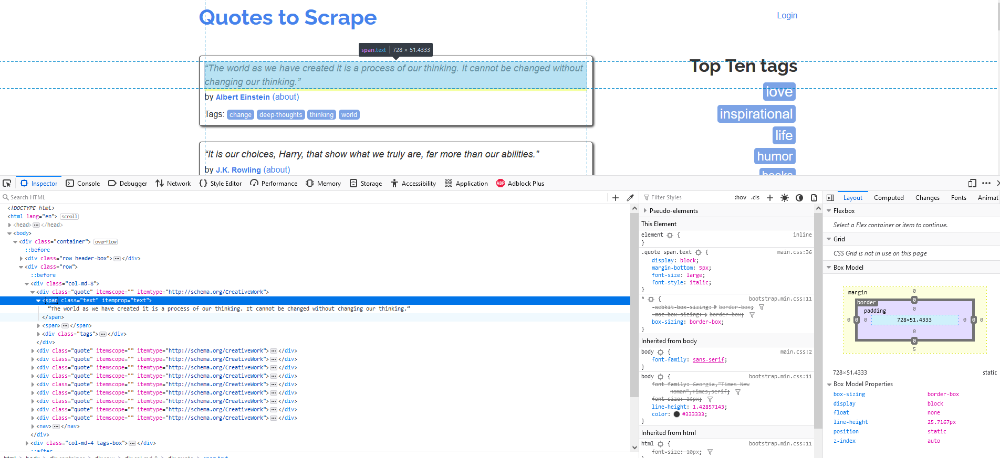 Quotes to Scrape
Login
span.text 728 × 51.4333
“The world as we have created it is a process of our thinking. It cannot be changed without
changing our thinking.”
by Albert Einstein (about)
Tags: change deep-thoughts thinking world
“It is our choices, Harry, that show what we truly are, far more than our abilities.”
by J.K. Rowling (about)
Top Ten tags
love
inspirational
life
humor
books
Inspector Console Debugger Network Style Editor Performance Memory Storage Accessibility Application ABP Adblock Plus
Search HTML
<!DOCTYPE html>
<html lang="en"> scroll
<head> ••• </head>
<body>
<div class="container"> overflow
::before
<div class="row header-box"> ••• </div>
<div class="row">
::before
<div class="col-md-8">
<div class="quote" itemscope="" itemtype="http://schema.org/CreativeWork">
<span class="text" itemprop="text">
“The world as we have created it is a process of our thinking. It cannot be changed without changing our thinking.”
</span>
<span> ••• </span>
<div class="tags"> ••• </div>
</div>
<div class="quote" itemscope="" itemtype="http://schema.org/CreativeWork"> ••• </div>
<div class="quote" itemscope="" itemtype="http://schema.org/CreativeWork"> ••• </div>
<div class="quote" itemscope="" itemtype="http://schema.org/CreativeWork"> ••• </div>
<div class="quote" itemscope="" itemtype="http://schema.org/CreativeWork"> ••• </div>
<div class="quote" itemscope="" itemtype="http://schema.org/CreativeWork"> ••• </div>
<div class="quote" itemscope="" itemtype="http://schema.org/CreativeWork"> ••• </div>
<div class="quote" itemscope="" itemtype="http://schema.org/CreativeWork"> ••• </div>
<div class="quote" itemscope="" itemtype="http://schema.org/CreativeWork"> ••• </div>
<div class="quote" itemscope="" itemtype="http://schema.org/CreativeWork"> ••• </div>
<nav> ••• </nav>
</div>
<div class="col-md-4 tags-box"> ••• </div>
::after
html > body > div.container > div.row > div.col-md-8 > div.quote > span.text
Filter Styles :hov .cls +
Pseudo-elements
This Element
element { inline
}
.quote span.text { main.css:36
display: block;
margin-bottom: 5px;
font-size: large;
font-style: italic;
}
* { bootstrap.min.css:11
-webkit-box-sizing: border-box;
-moz-box-sizing: border-box;
box-sizing: border-box;
}
Inherited from body
body { main.css:2
font-family: sans-serif;
}
body { bootstrap.min.css:11
font-family: Georgia,"Times New
Roman",Times,serif;
font-size: 16px;
line-height: 1.42857143;
color: #333333;
}
Inherited from html
html { bootstrap.min.css:11
font-size: 10px;
Layout Computed Changes Fonts Animat
Flexbox
Select a Flex container or item to continue.
Grid
CSS Grid is not in use on this page
Box Model
margin 0
border 0
padding 0
0 0 0 728×51.4333 0 0 0
0
0
5
728×51.4333 static
Box Model Properties
box-sizing border-box
display block
float none
line-height 25.7167px
position static
z-index auto